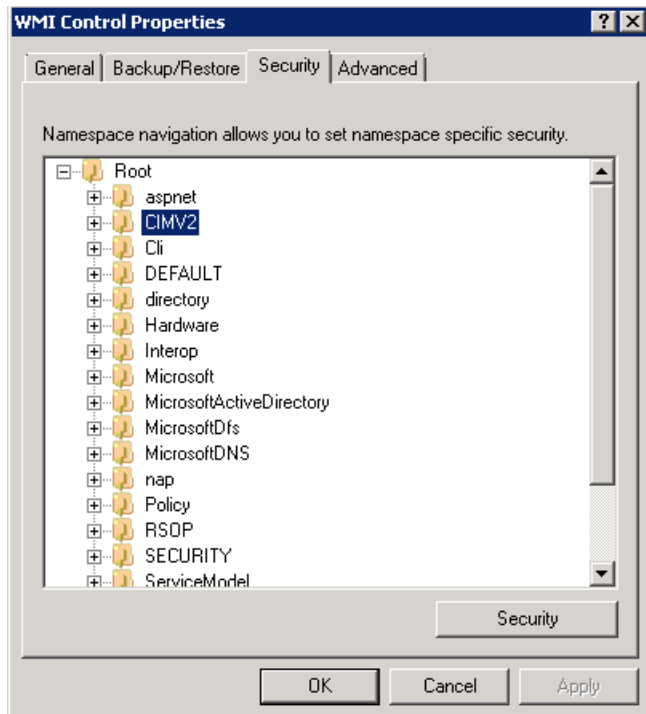 WMI Control Properties
General Backup/Restore Security Advanced
Namespace navigation allows you to set namespace specific security.
Root
aspnet
CIMV2
Cli
DEFAULT
directory
Hardware
Interop
Microsoft
MicrosoftActiveDirectory
MicrosoftDfs
MicrosoftDNS
nap
Policy
RSOP
SECURITY
ServiceModel
Security
OK Cancel Apply